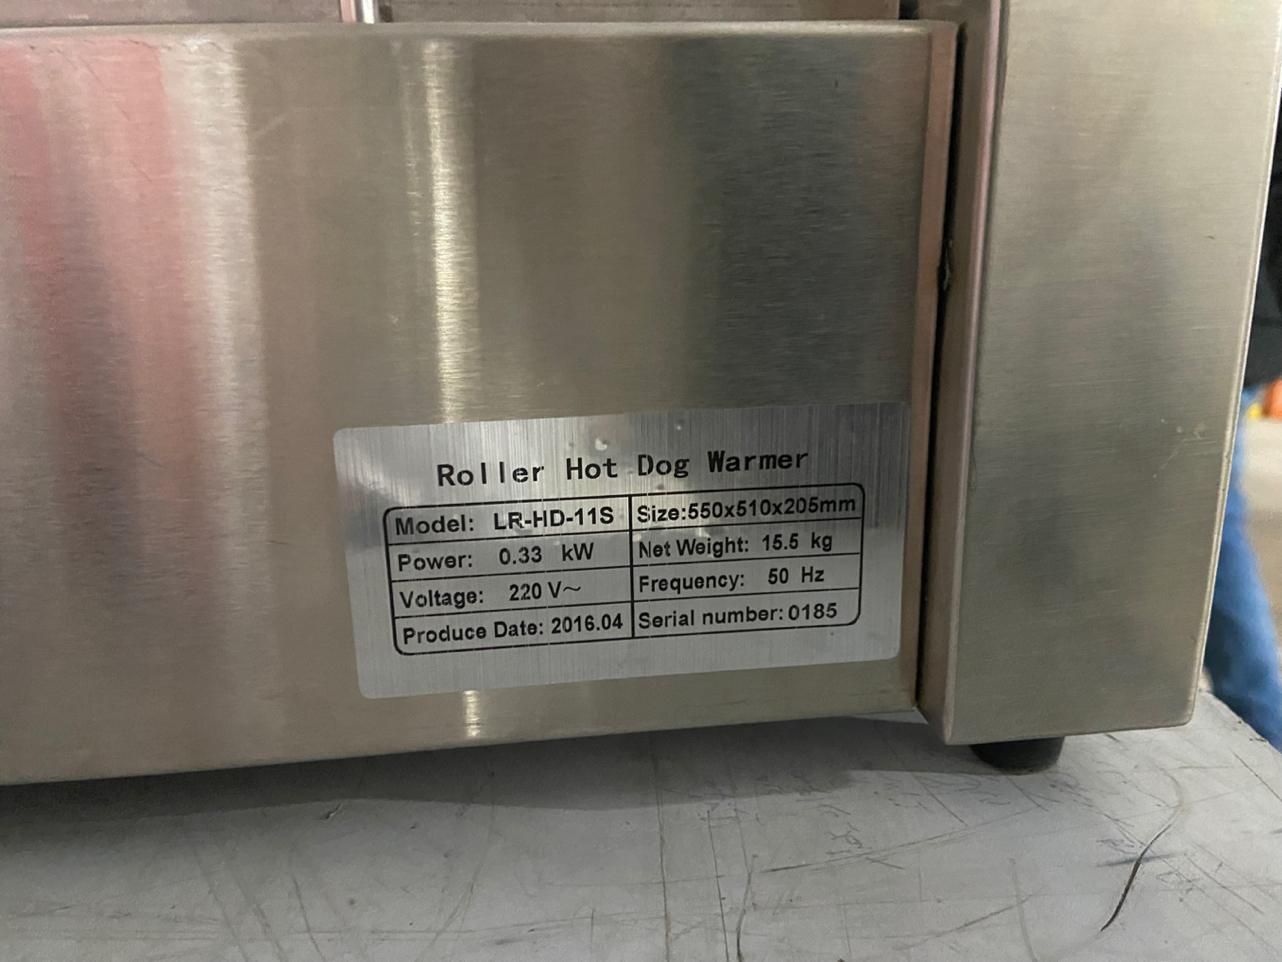 Roller Hot Dog Warmer
Model: LR-HD-11S Size:550x510x205mm
Power: 0.33 kW Net Weight: 15.5 kg
Voltage: 220 V~ Frequency: 50 Hz
Produce Date: 2016.04 Serial number: 0185